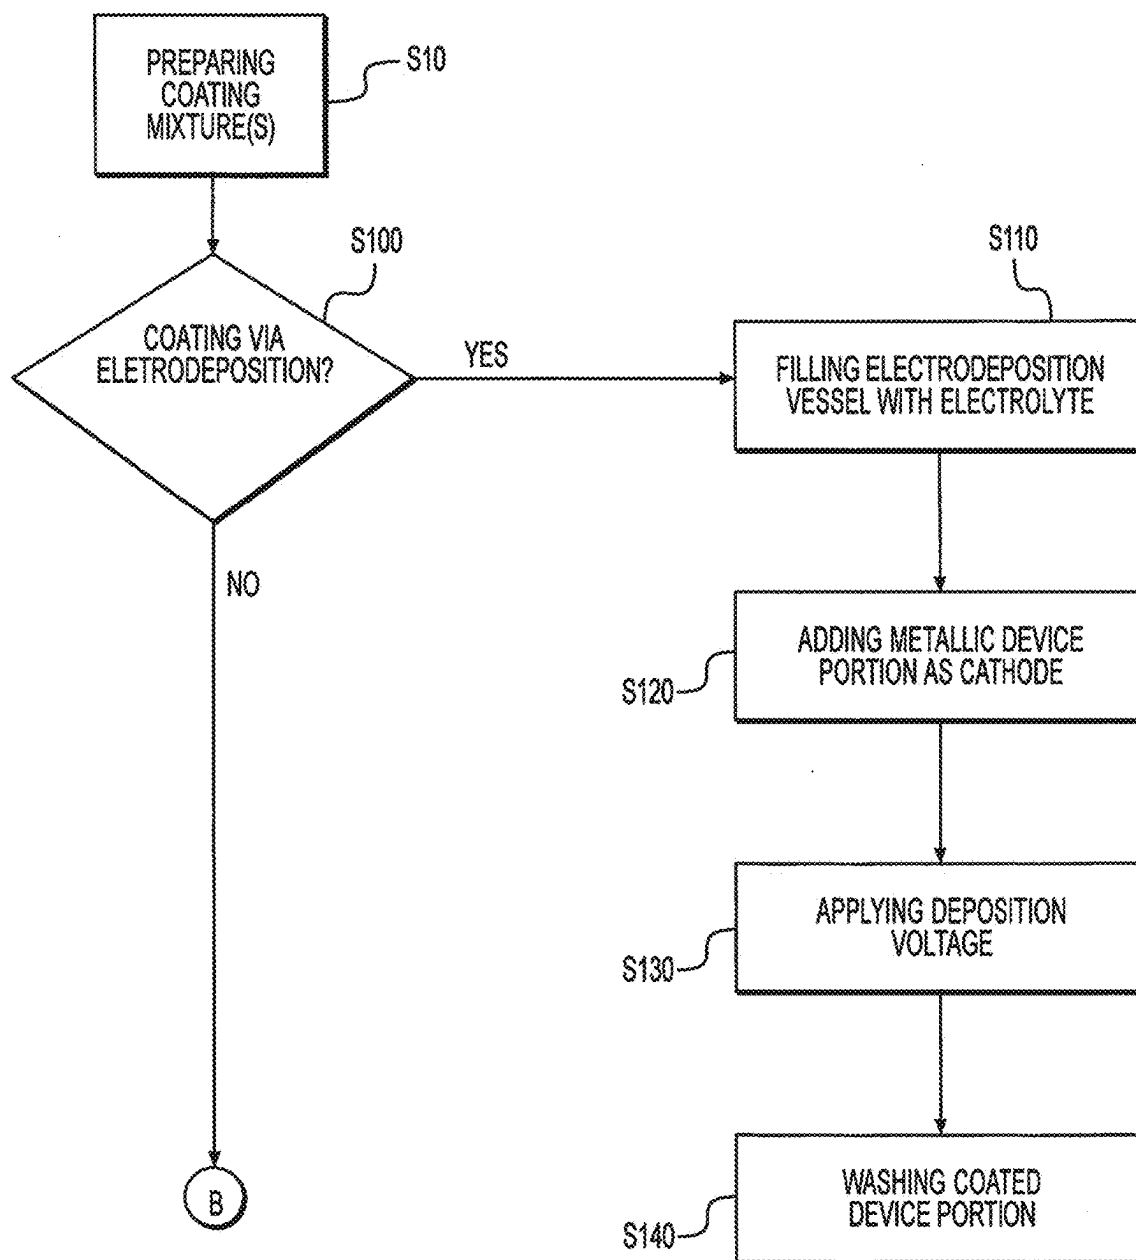 PREPARING
COATING
MIXTURE(S)
S10
S100
COATING VIA
ELETRODEPOSITION?
YES
S110
FILLING ELECTRODEPOSITION
VESSEL WITH ELECTROLYTE
NO
ADDING METALLIC DEVICE
PORTION AS CATHODE
S120
APPLYING DEPOSITION
VOLTAGE
S130
B
WASHING COATED
DEVICE PORTION
S140